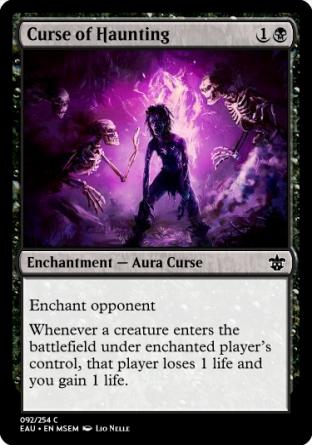 Curse of Haunting 1
Enchantment — Aura Curse
Enchant opponent
Whenever a creature enters the
battlefield under enchanted player's
control, that player loses 1 life and
you gain 1 life.
092/254 C
EAU • EN MSEM Lio Nelle